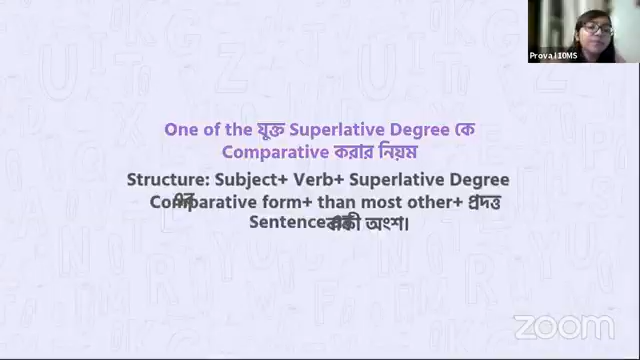 Prova I 10MS
One of the যুক্ত Superlative Degree কে
Comparative করার নিয়ম
Structure: Subject+ Verb+ Superlative Degree
এর
Comparative form+ than most other+ প্রদত্ত
Sentence এর বাকী অংশ।
zoom